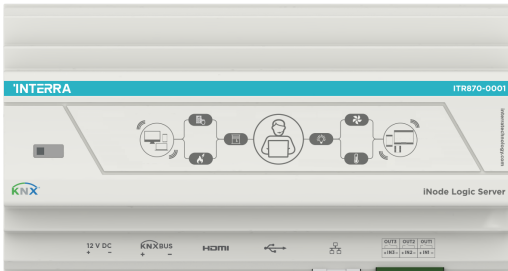 INTERRA
ITR870-0001
interratechnology.com
KNX
iNode Logic Server
12 V DC
+ −
KNX BUS
+ −
HDMI
OUT3 OUT2 OUT1
+ IN3 - + IN2 - + IN1 -